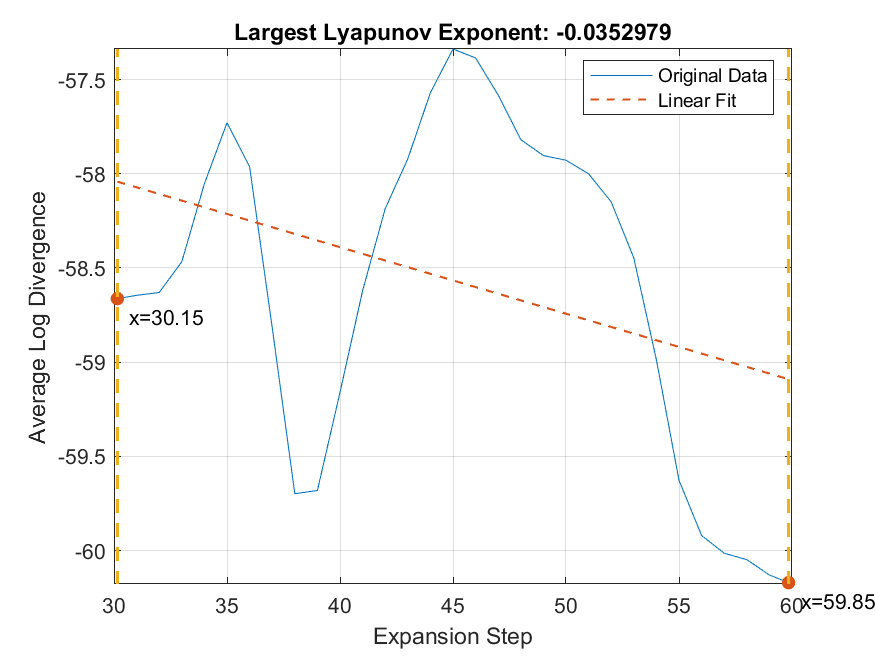 Largest Lyapunov Exponent: -0.0352979
Original Data
Linear Fit
-57.5
-58
-58.5
-59
-59.5
-60
Average Log Divergence
x=30.15
x=59.85
30 35 40 45 50 55 60
Expansion Step